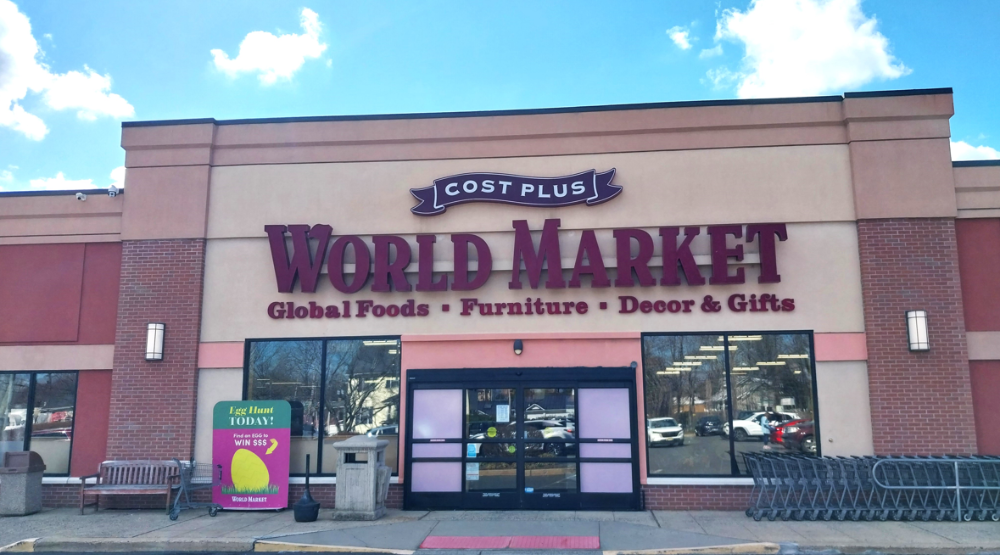 COST PLUS
WORLD MARKET
Global Foods ▪ Furniture ▪ Decor & Gifts
Egg Hunt
TODAY!
Find an EGG to
WIN $$$
WORLD MARKET